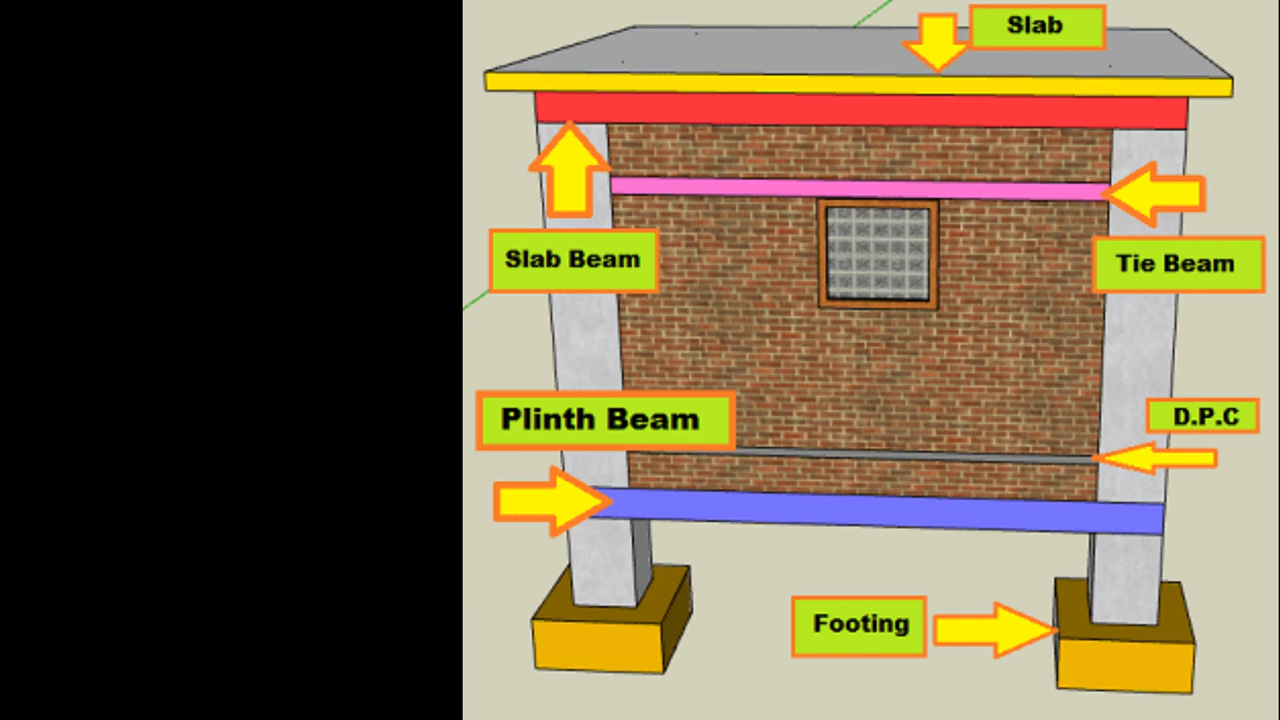 Slab
Slab Beam
Tie Beam
Plinth Beam
D.P.C
Footing